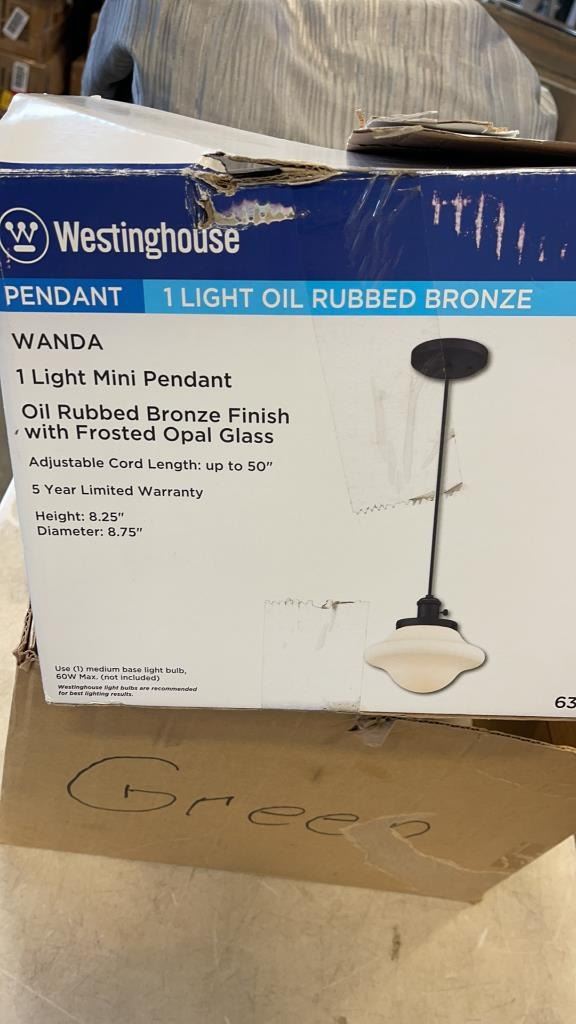 Westinghouse
PENDANT 1 LIGHT OIL RUBBED BRONZE
WANDA
1 Light Mini Pendant
Oil Rubbed Bronze Finish
with Frosted Opal Glass
Adjustable Cord Length: up to 50"
5 Year Limited Warranty
Height: 8.25"
Diameter: 8.75"
Use (1) medium base light bulb,
60W Max. (not included)
Westinghouse light bulbs are recommended
for best lighting results.
63
Green